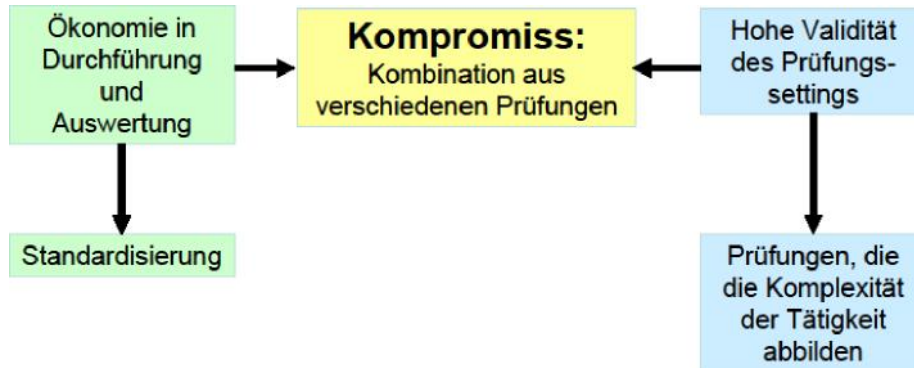 Ökonomie in
Durchführung
und
Auswertung
Kompromiss:
Kombination aus
verschiedenen Prüfungen
Hohe Validität
des Prüfungs-
settings
Standardisierung
Prüfungen, die
die Komplexität
der Tätigkeit
abbilden